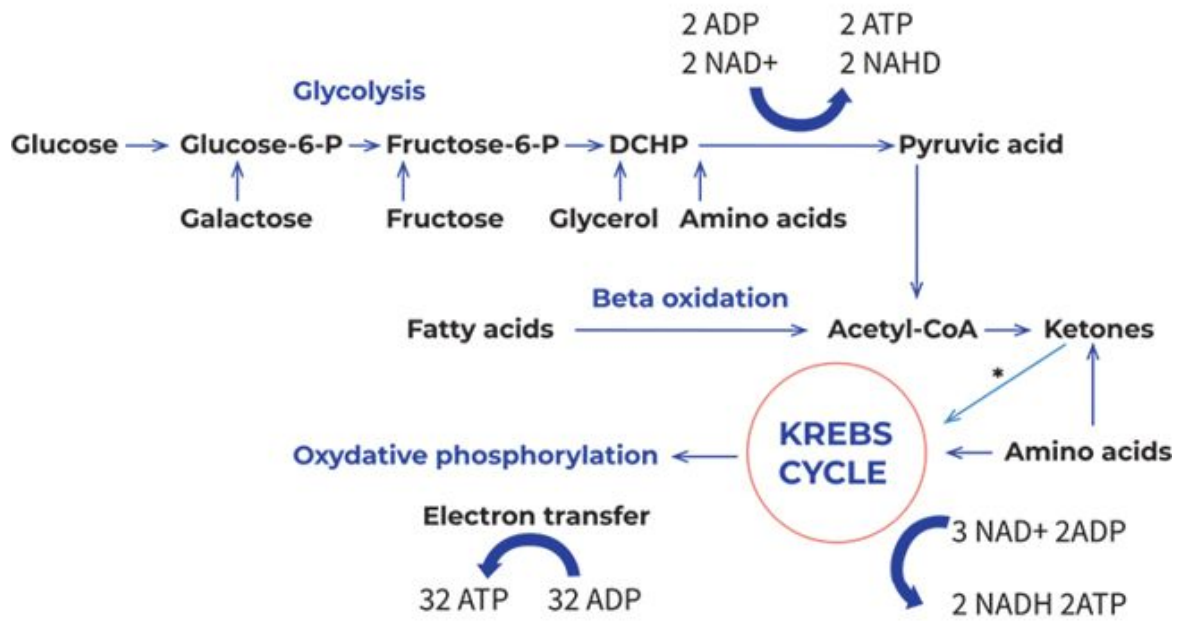 2 ADP 2 ATP
2 NAD+ 2 NAHD
Glycolysis
Glucose Glucose-6-P Fructose-6-P DCHP Pyruvic acid
Galactose Fructose Glycerol Amino acids
Beta oxidation
Fatty acids Acetyl-CoA Ketones
*
KREBS
CYCLE
Oxydative phosphorylation
Amino acids
Electron transfer
3 NAD+ 2ADP
32 ATP 32 ADP
2 NADH 2ATP